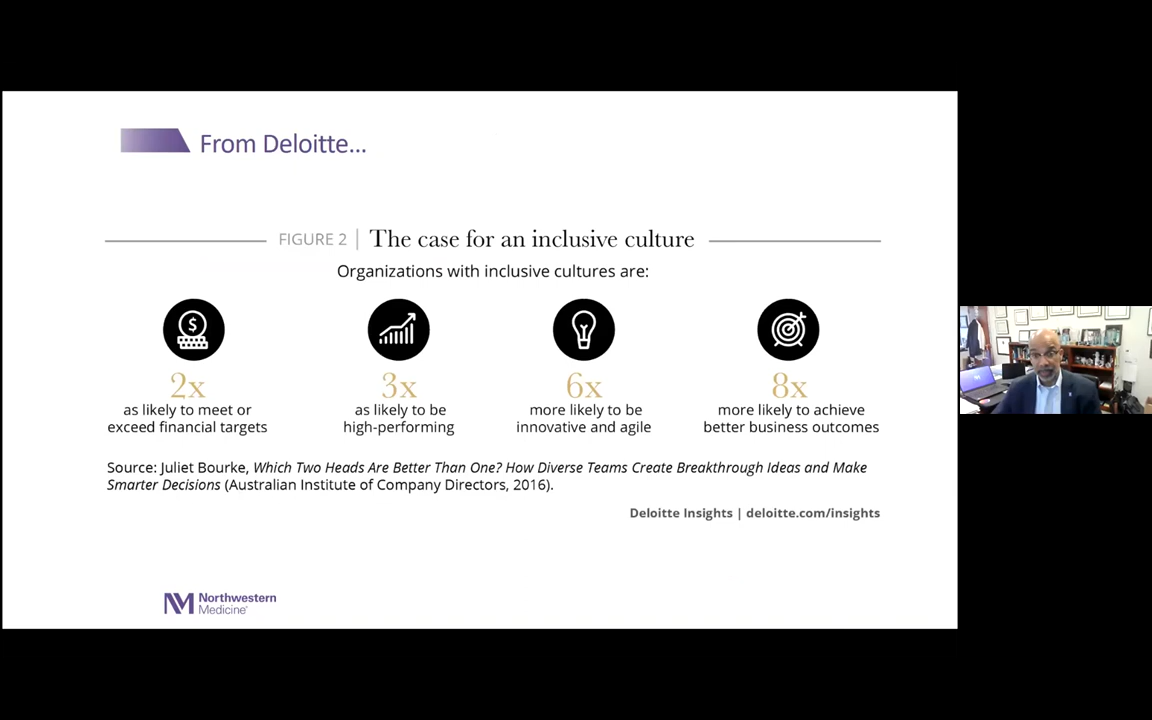 From Deloitte...
FIGURE 2 | The case for an inclusive culture
Organizations with inclusive cultures are:
$
2x
as likely to meet or
exceed financial targets
3x
as likely to be
high-performing
6x
more likely to be
innovative and agile
8x
more likely to achieve
better business outcomes
Source: Juliet Bourke, Which Two Heads Are Better Than One? How Diverse Teams Create Breakthrough Ideas and Make
Smarter Decisions (Australian Institute of Company Directors, 2016).
Deloitte Insights | deloitte.com/insights
NM Northwestern
Medicine®